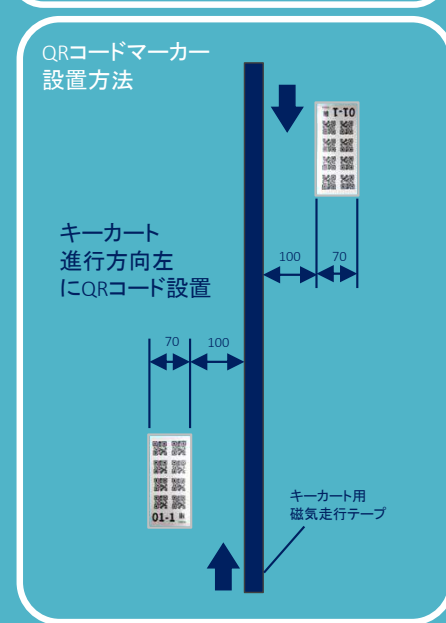 QRコードマーカー
設置方法
01-1
キーカート
進行方向左
にQRコード設置
100
70
70
100
01-1
キーカート用
磁気走行テープ